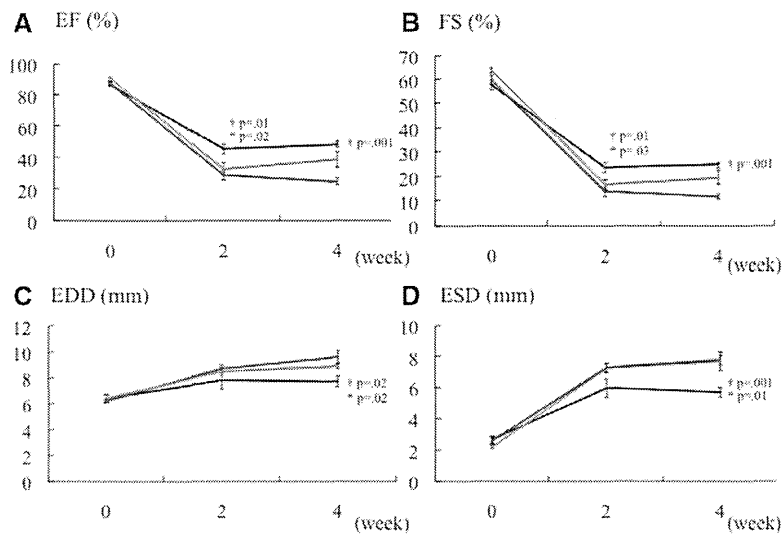 A EF (%)
100
80
60
40
20
0
† p=.01
* p=.02
† p=.001
0 2 4 (week)
B FS (%)
70
60
50
40
30
20
10
0
† p=.01
* p=.03
† p=.001
0 2 4 (week)
C EDD (mm)
12
10
8
6
4
2
0
† p=.02
* p=.02
0 2 4 (week)
D ESD (mm)
10
8
6
4
2
0
† p=.001
* p=.01
0 2 4 (week)